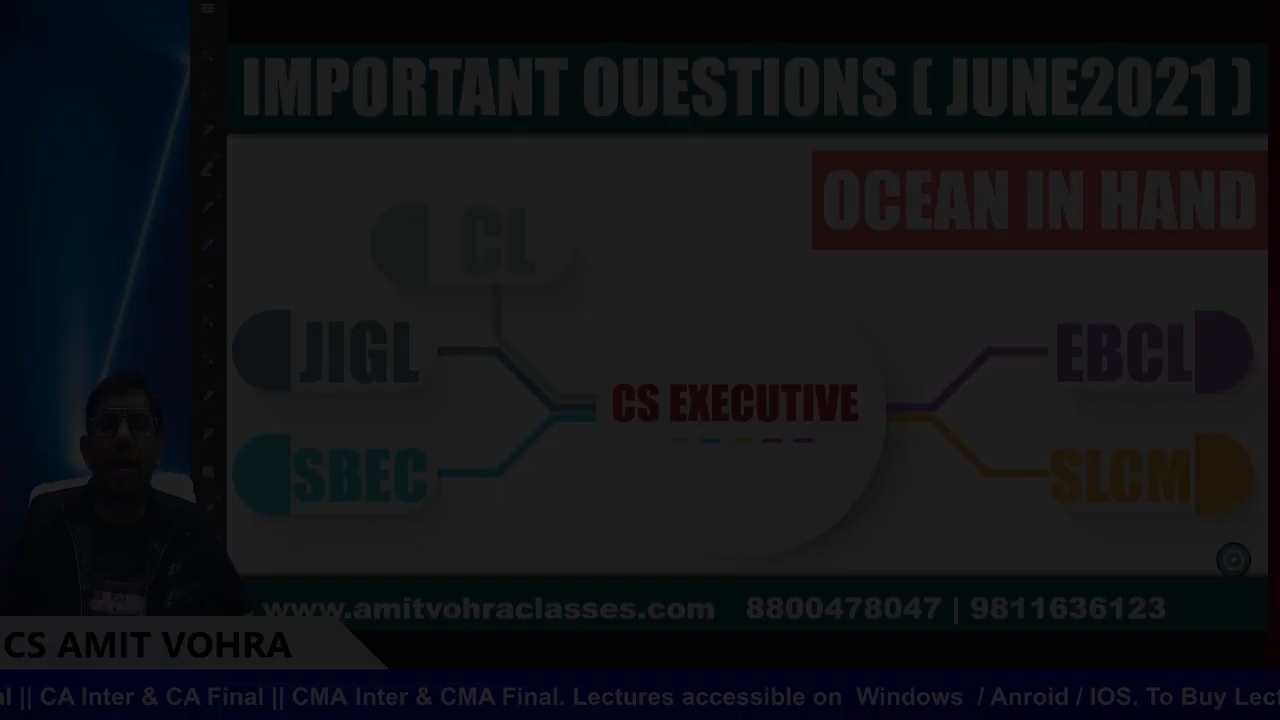 IMPORTANT QUESTIONS ( JUNE2021 )
OCEAN IN HAND
CL
JIGL
EBCL
CS EXECUTIVE
SBEC
SLCM
www.amitvohraclasses.com 8800478047 | 9811636123
CS AMIT VOHRA
al || CA Inter & CA Final || CMA Inter & CMA Final. Lectures accessible on Windows / Anroid / IOS. To Buy Lect